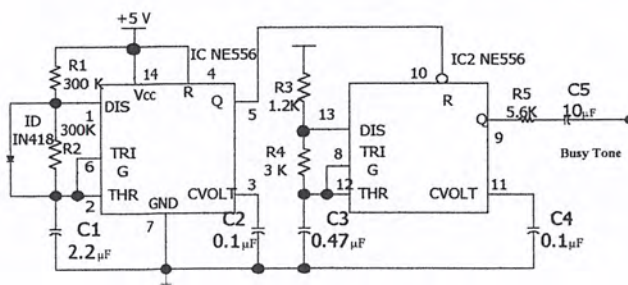 +5 V
IC NE556
IC2 NE556
R1
300 K
14
4
Vcc
R
Q
5
10
R
R3
1.2K
13
R5
5.6K
C5
10µF
1
DIS
ID
IN418
300K
R2
TRI
G
6
THR
2
GND
7
CVOLT
3
DIS
R4
3 K
8
TRI
G
12
THR
Q
9
Busy Tone
CVOLT
11
C1
2.2µF
C2
0.1µF
C3
0.47µF
C4
0.1µF